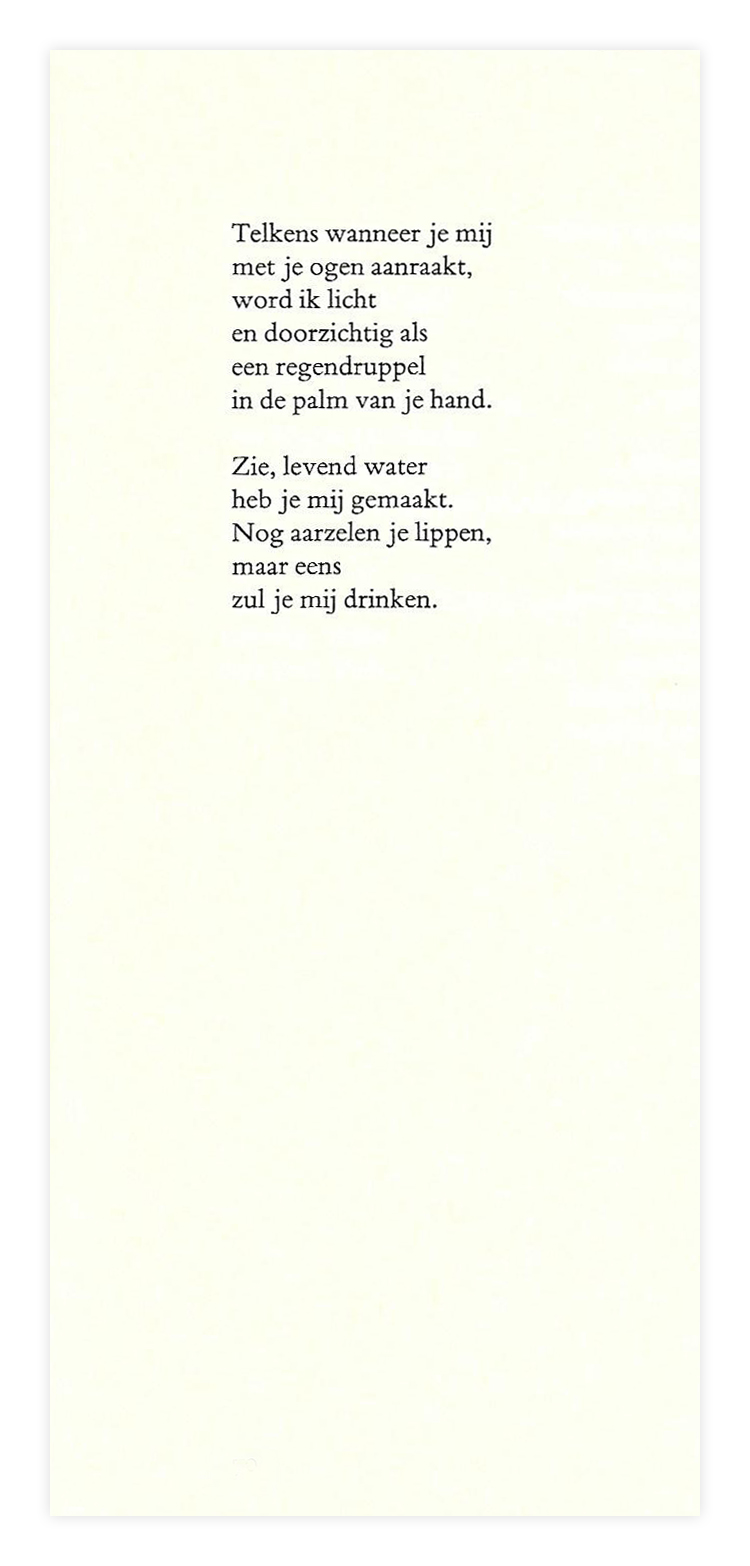 Telkens wanneer je mij
met je ogen aanraakt,
word ik licht
en doorzichtig als
een regendruppel
in de palm van je hand.

Zie, levend water
heb je mij gemaakt.
Nog aarzelen je lippen,
maar eens
zul je mij drinken.